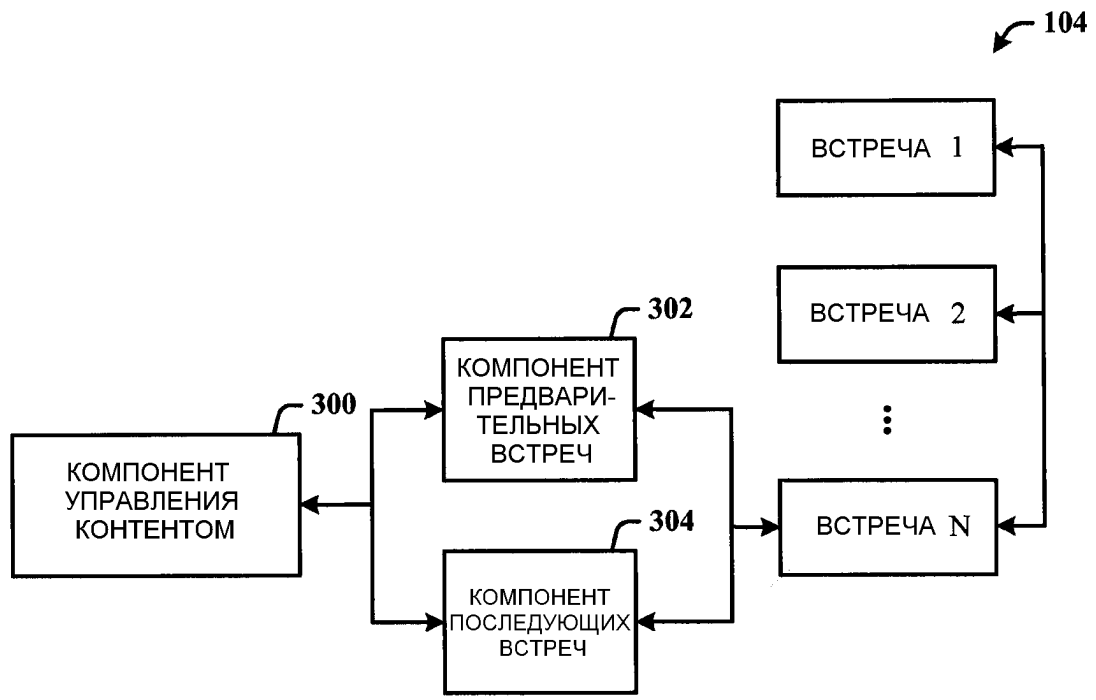 104
ВСТРЕЧА 1
ВСТРЕЧА 2
302
КОМПОНЕНТ
ПРЕДВАРИ-
ТЕЛЬНЫХ
ВСТРЕЧ
300
КОМПОНЕНТ
УПРАВЛЕНИЯ
КОНТЕНТОМ
ВСТРЕЧА N
304
КОМПОНЕНТ
ПОСЛЕДУЮЩИХ
ВСТРЕЧ